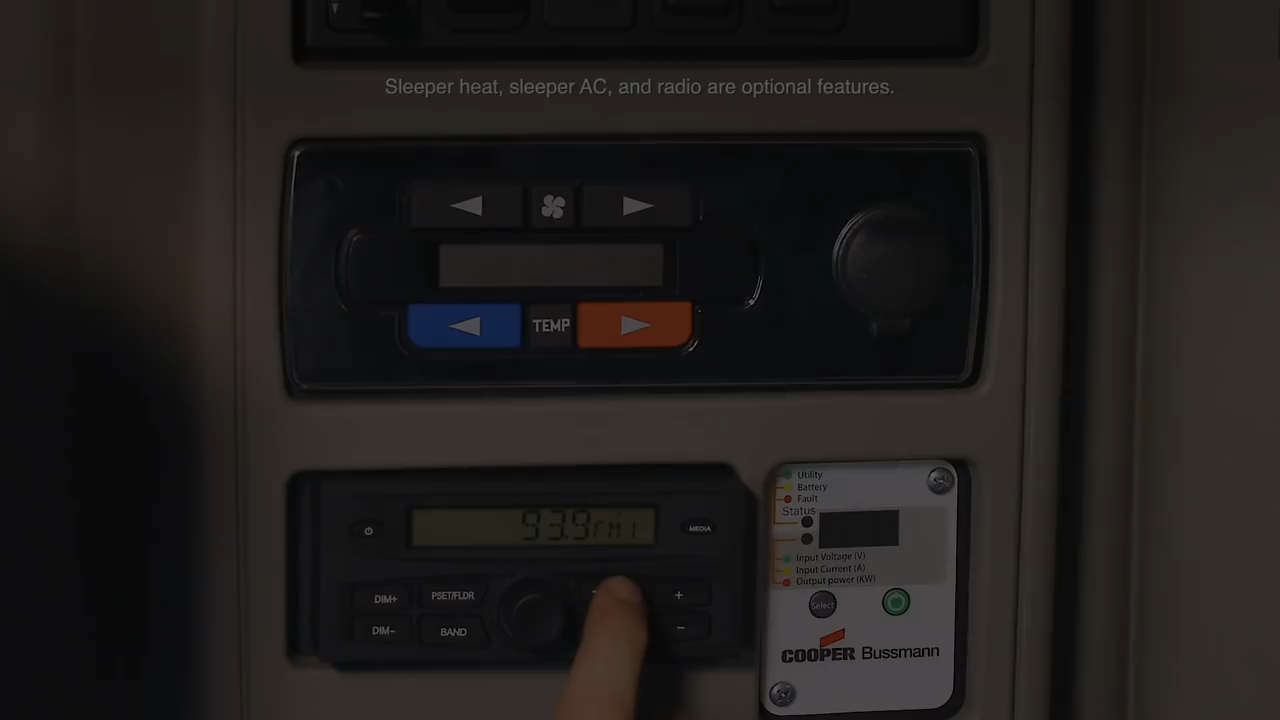 Sleeper heat, sleeper AC, and radio are optional features.
TEMP
93.9 FM1
MEDIA
DIM+
PSET/FLDR
+
DIM-
BAND
-
Utility
Battery
Fault
Status
Input Voltage (V)
Input Current (A)
Output power (KW)
Select
COOPER Bussmann